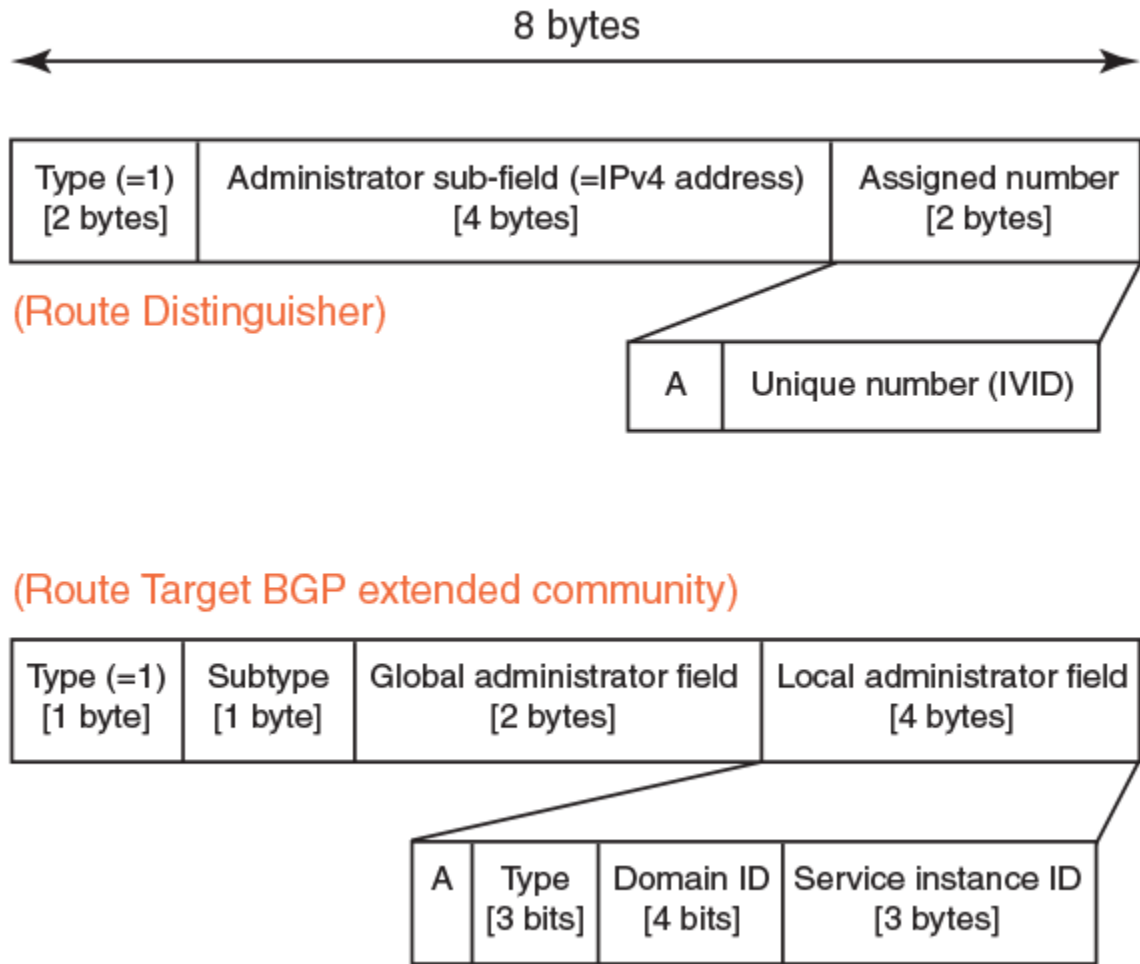 8 bytes
Type (=1)
[2 bytes]
Administrator sub-field (=IPv4 address)
[4 bytes]
Assigned number
[2 bytes]
(Route Distinguisher)
A
Unique number (IVID)
(Route Target BGP extended community)
Type (=1)
[1 byte]
Subtype
[1 byte]
Global administrator field
[2 bytes]
Local administrator field
[4 bytes]
A
Type
[3 bits]
Domain ID
[4 bits]
Service instance ID
[3 bytes]